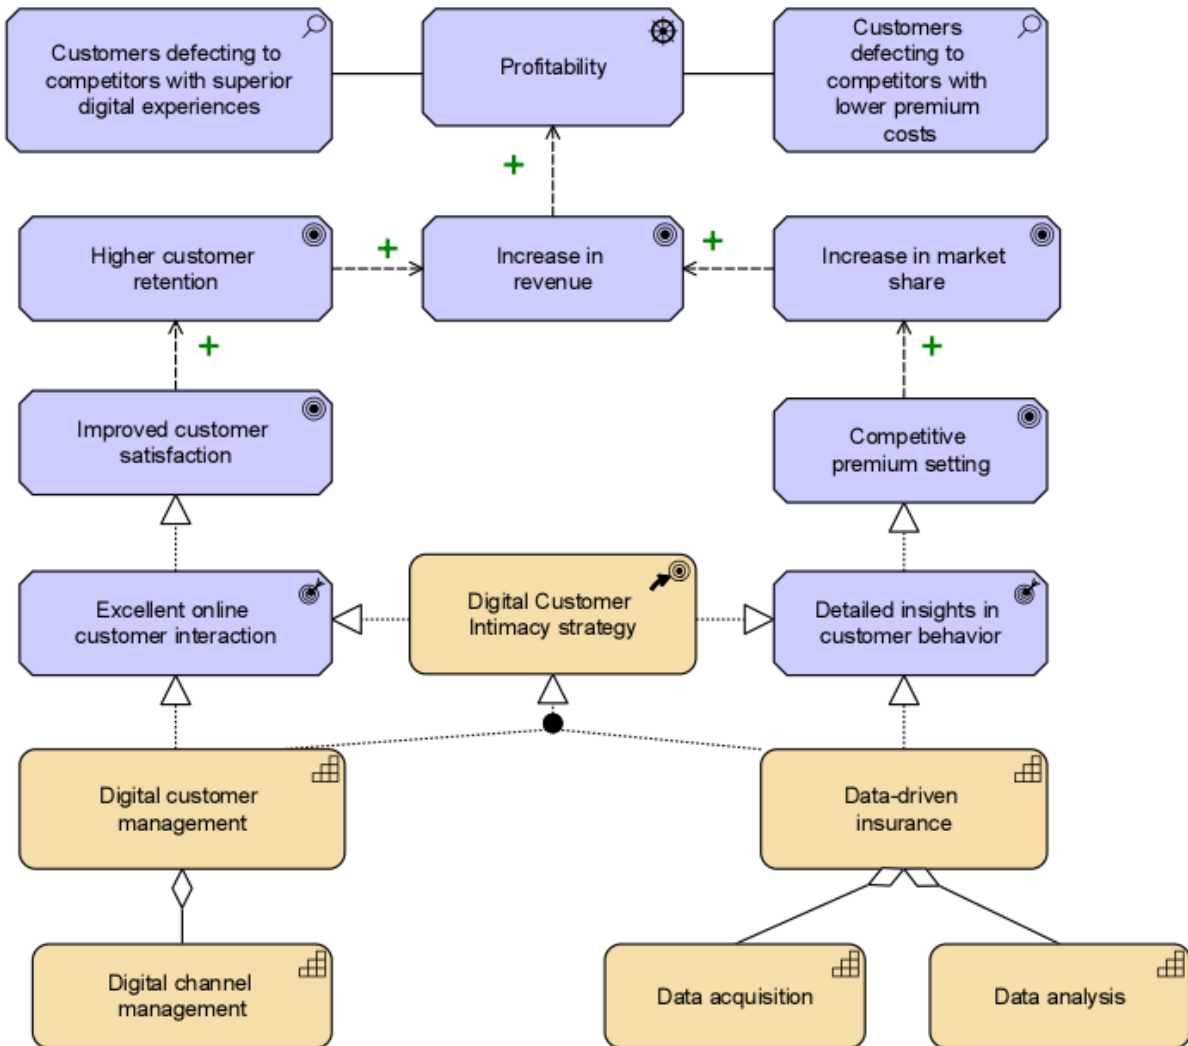 Customers defecting to
competitors with superior
digital experiences
Profitability
Customers
defecting to
competitors with
lower premium
costs
+
Higher customer
retention
+
Increase in
revenue
+
Increase in market
share
+
+
Improved customer
satisfaction
Competitive
premium setting
Excellent online
customer interaction
Digital Customer
Intimacy strategy
Detailed insights in
customer behavior
Digital customer
management
Data-driven
insurance
Digital channel
management
Data acquisition
Data analysis